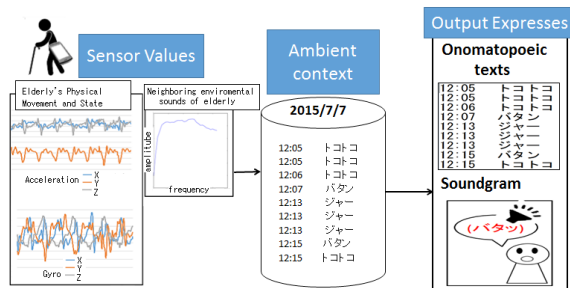 Sensor Values
Elderly's Physical
Movement and State
X
Y
Z
Acceleration
X
Y
Z
Gyro
Neighboring enviromental
sounds of elderly
amplitube
frequency
Ambient
context
2015/7/7
12:05 トコトコ
12:05 トコトコ
12:06 トコトコ
12:07 バタン
12:13 ジャー
12:13 ジャー
12:13 ジャー
12:15 バタン
12:15 トコトコ
Output Expresses
Onomatopoeic
texts
12:05 トコトコ
12:05 トコトコ
12:06 トコトコ
12:07 バタン
12:13 ジャー
12:13 ジャー
12:13 ジャー
12:15 バタン
12:15 トコトコ
Soundgram
(バタッ)